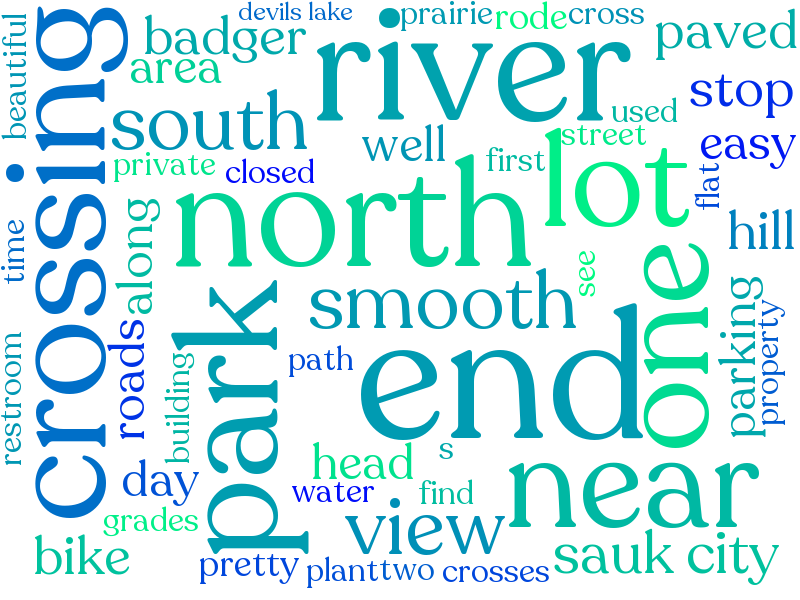 devils lake
prairie
rode
cross
beautiful
crossing
badger
river
paved
area
stop
south
used
well
street
easy
private
closed
first
lot
flat
north
one
along
time
hill
see
park
smooth
parking
property
roads
end
restroom
building
path
s
head
near
day
water
find
grades
view
bike
pretty
plant
two
crosses
sauk city